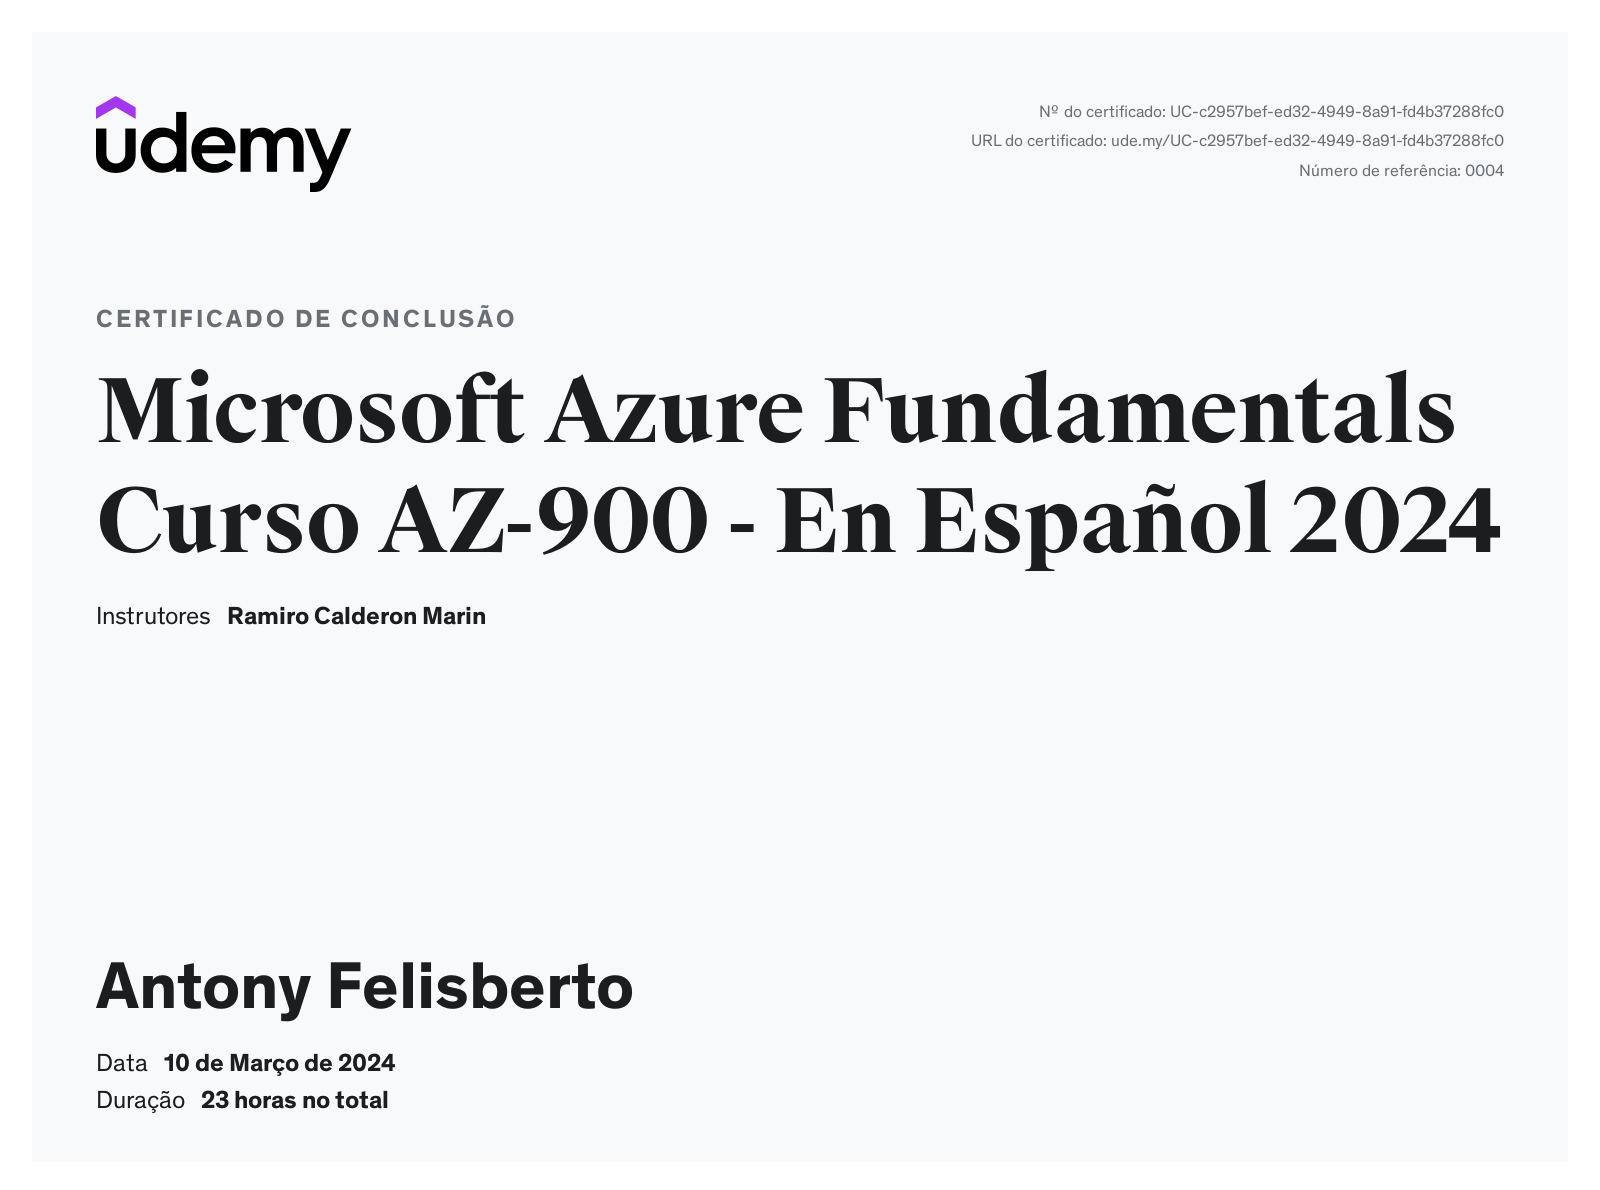 udemy
Nº do certificado: UC-c2957bef-ed32-4949-8a91-fd4b37288fc0
URL do certificado: ude.my/UC-c2957bef-ed32-4949-8a91-fd4b37288fc0
Número de referência: 0004
CERTIFICADO DE CONCLUSÃO
Microsoft Azure Fundamentals
Curso AZ-900 - En Español 2024
Instrutores Ramiro Calderon Marin
Antony Felisberto
Data 10 de Março de 2024
Duração 23 horas no total